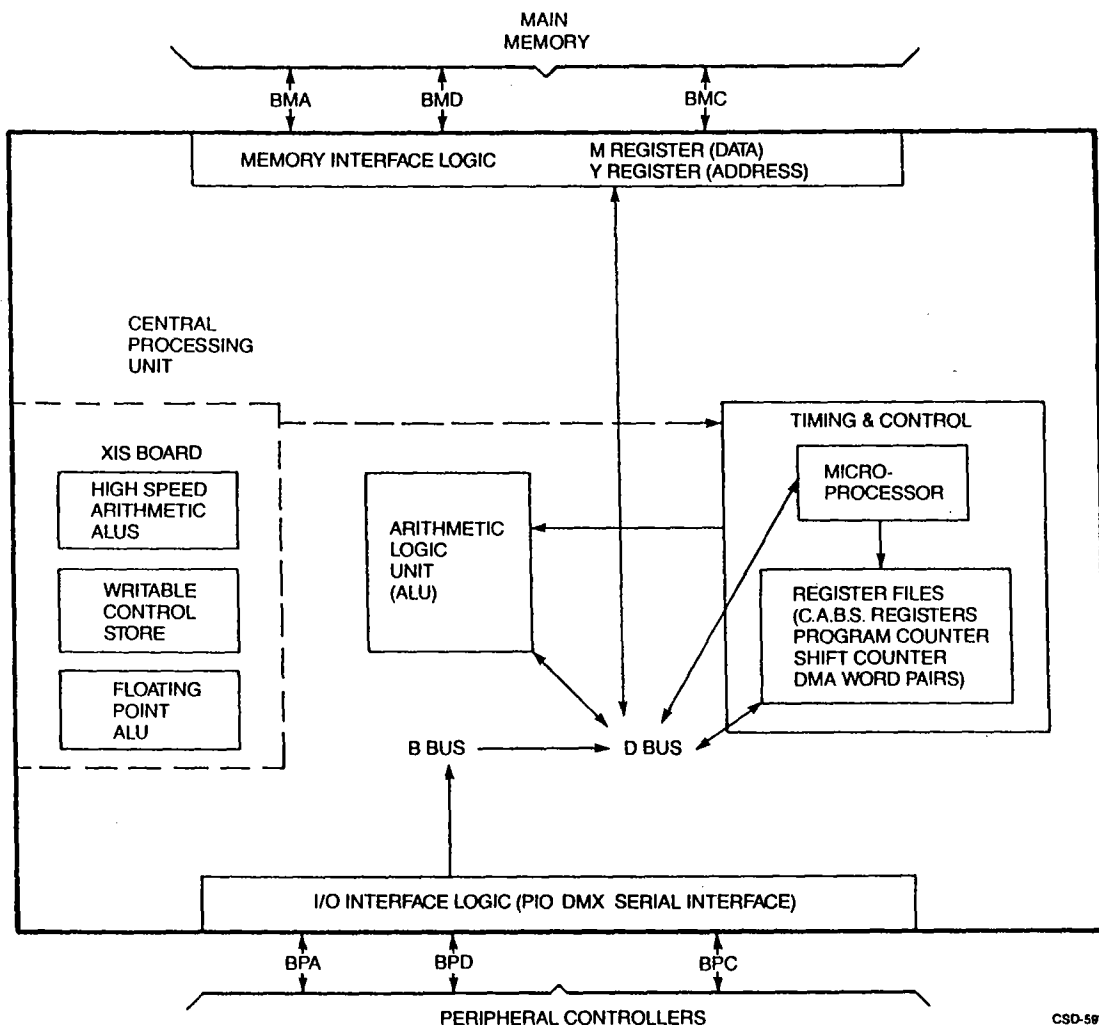 MAIN
MEMORY
BMA
BMD
BMC
MEMORY INTERFACE LOGIC
M REGISTER (DATA)
Y REGISTER (ADDRESS)
CENTRAL
PROCESSING
UNIT
XIS BOARD
HIGH SPEED
ARITHMETIC
ALUS
WRITABLE
CONTROL
STORE
FLOATING
POINT
ALU
ARITHMETIC
LOGIC
UNIT
(ALU)
TIMING & CONTROL
MICRO-
PROCESSOR
REGISTER FILES
(C.A.B.S. REGISTERS
PROGRAM COUNTER
SHIFT COUNTER
DMA WORD PAIRS)
B BUS
D BUS
I/O INTERFACE LOGIC (PIO DMX SERIAL INTERFACE)
BPA
BPD
BPC
PERIPHERAL CONTROLLERS